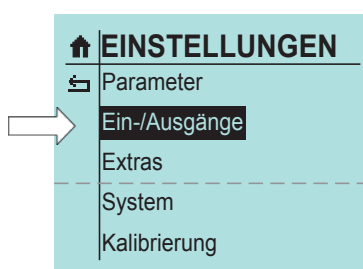 EINSTELLUNGEN
Parameter
Ein-/Ausgänge
Extras
System
Kalibrierung